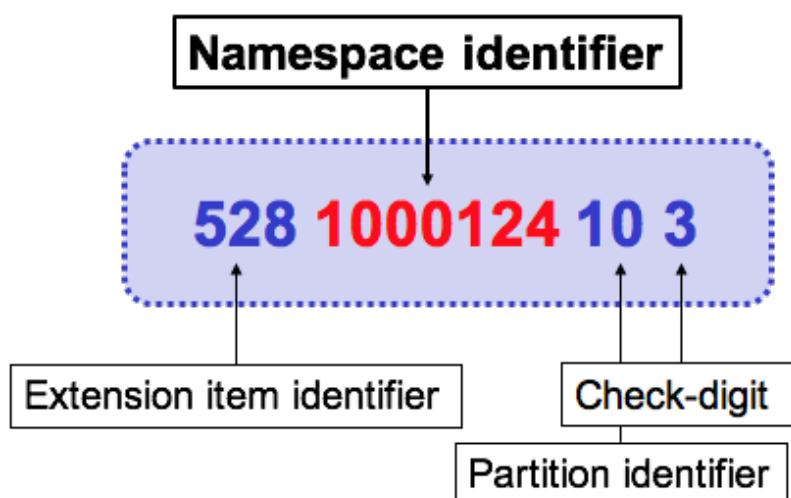 Namespace identifier
528 1000124 10 3
Extension item identifier
Check-digit
Partition identifier